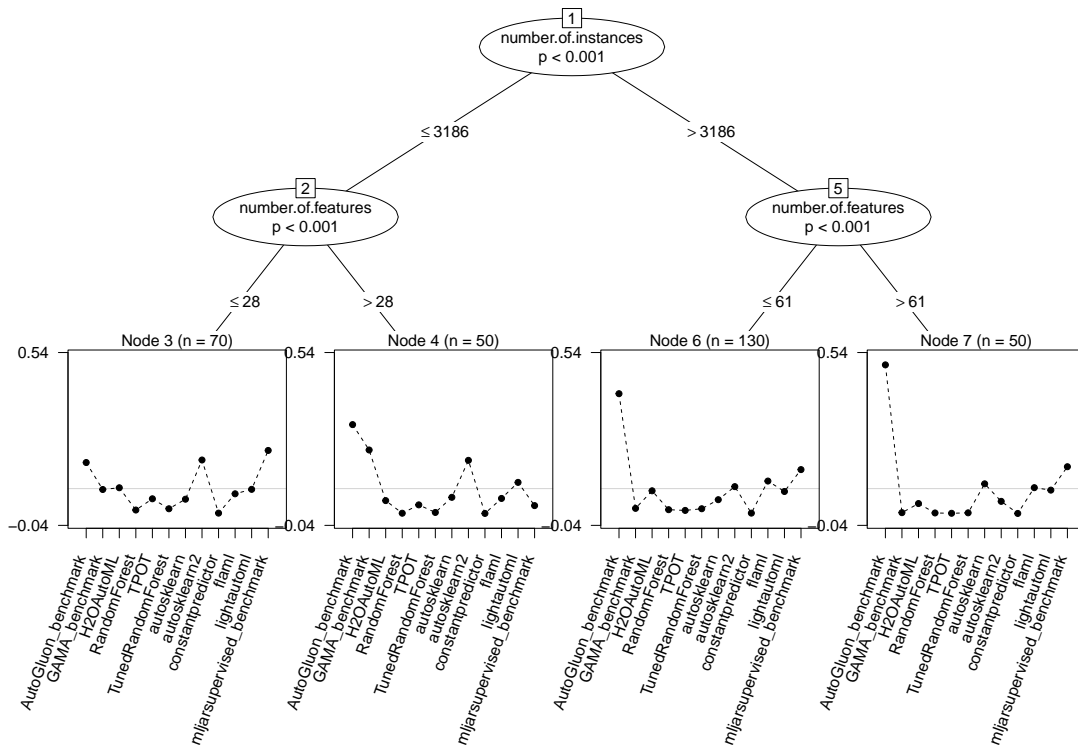 1
number.of.instances
p < 0.001
≤ 3186
> 3186
2
number.of.features
p < 0.001
5
number.of.features
p < 0.001
≤ 28
> 28
≤ 61
> 61
Node 3 (n = 70)
0.54
−0.04
AutoGluon_benchmark
GAMA_benchmark
H2OAutoML
RandomForest
TPOT
TunedRandomForest
autosklearn
autosklearn2
constantpredictor
flaml
lightautoml
mljarsupervised_benchmark
Node 4 (n = 50)
0.54
−0.04
AutoGluon_benchmark
GAMA_benchmark
H2OAutoML
RandomForest
TPOT
TunedRandomForest
autosklearn
autosklearn2
constantpredictor
flaml
lightautoml
mljarsupervised_benchmark
Node 6 (n = 130)
0.54
−0.04
AutoGluon_benchmark
GAMA_benchmark
H2OAutoML
RandomForest
TPOT
TunedRandomForest
autosklearn
autosklearn2
constantpredictor
flaml
lightautoml
mljarsupervised_benchmark
Node 7 (n = 50)
0.54
−0.04
AutoGluon_benchmark
GAMA_benchmark
H2OAutoML
RandomForest
TPOT
TunedRandomForest
autosklearn
autosklearn2
constantpredictor
flaml
lightautoml
mljarsupervised_benchmark